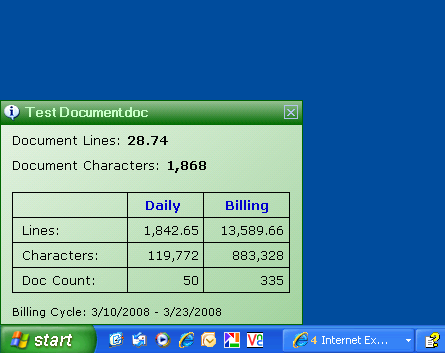 Test Document.doc
Document Lines: 28.74
Document Characters: 1,868
Daily Billing
Lines: 1,842.65 13,589.66
Characters: 119,772 883,328
Doc Count: 50 335
Billing Cycle: 3/10/2008 - 3/23/2008
start 4 Internet Ex...